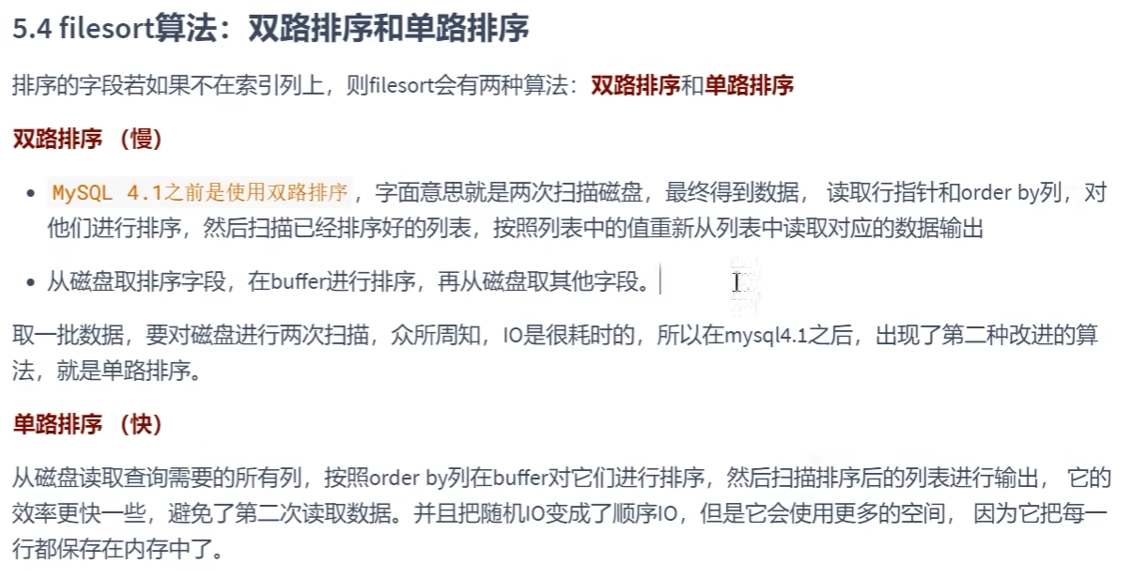 5.4 filesort算法：双路排序和单路排序
排序的字段若如果不在索引列上，则filesort会有两种算法：双路排序和单路排序
双路排序 （慢）
MySQL 4.1之前是使用双路排序，字面意思就是两次扫描磁盘，最终得到数据， 读取行指针和order by列，对
他们进行排序，然后扫描已经排序好的列表，按照列表中的值重新从列表中读取对应的数据输出
从磁盘取排序字段，在buffer进行排序，再从磁盘取其他字段。
取一批数据，要对磁盘进行两次扫描，众所周知，IO是很耗时的，所以在mysql4.1之后，出现了第二种改进的算
法，就是单路排序。
单路排序 （快）
从磁盘读取查询需要的所有列，按照order by列在buffer对它们进行排序，然后扫描排序后的列表进行输出， 它的
效率更快一些，避免了第二次读取数据。并且把随机IO变成了顺序IO，但是它会使用更多的空间， 因为它把每一
行都保存在内存中了。